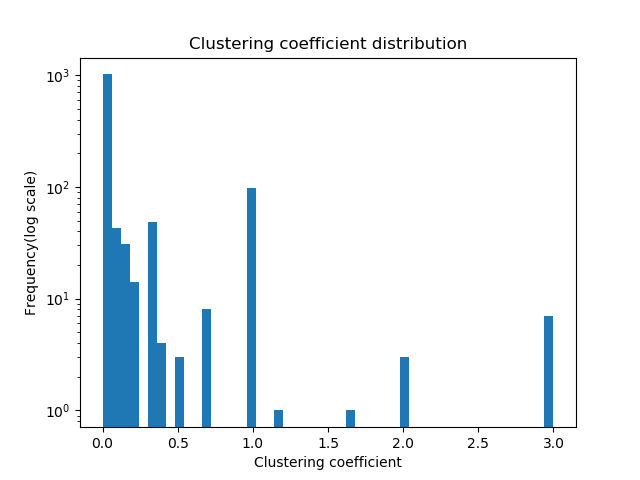 Clustering coefficient distribution
Frequency(log scale)
10³
10²
10¹
10⁰
0.0 0.5 1.0 1.5 2.0 2.5 3.0
Clustering coefficient